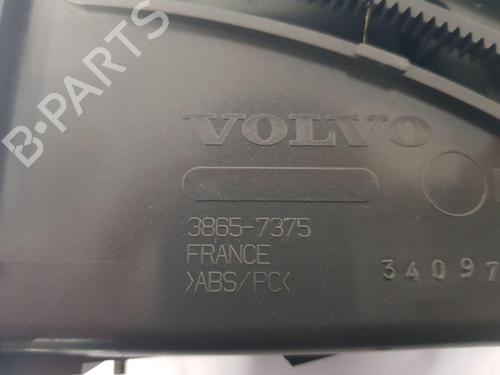 B-PARTS
VOLVO
3865-7375
FRANCE
>ABS/PC<
34097